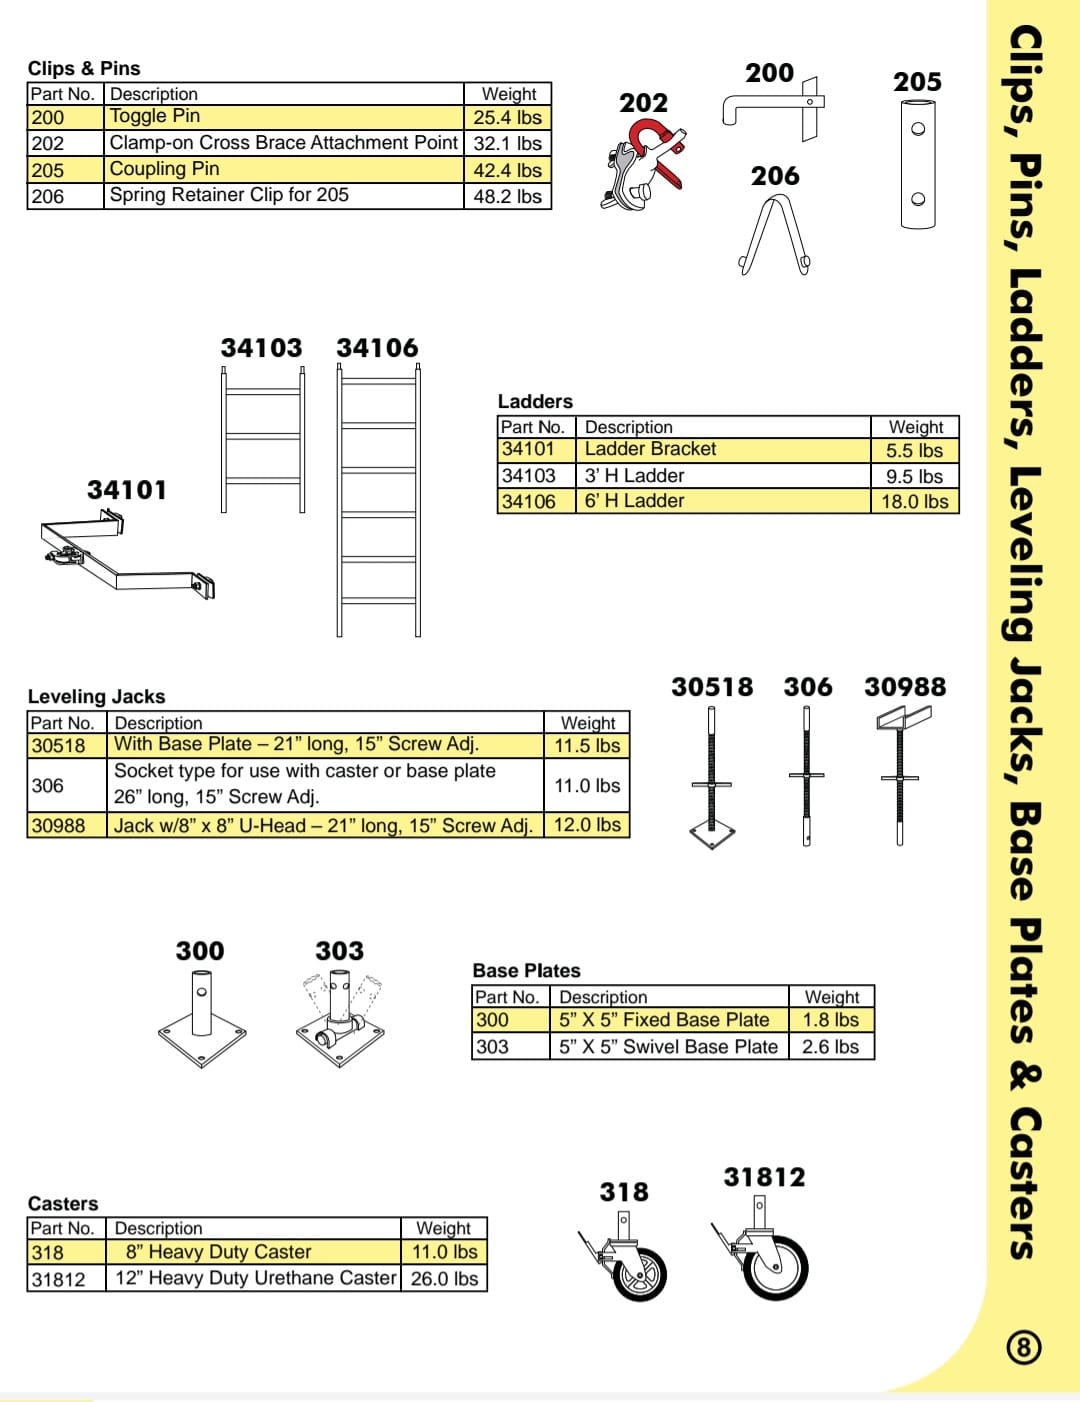 Clips & Pins
Part No. Description Weight
200 Toggle Pin 25.4 lbs
202 Clamp-on Cross Brace Attachment Point 32.1 lbs
205 Coupling Pin 42.4 lbs
206 Spring Retainer Clip for 205 48.2 lbs
202
200
205
206
34103 34106
34101
Ladders
Part No. Description Weight
34101 Ladder Bracket 5.5 lbs
34103 3’ H Ladder 9.5 lbs
34106 6’ H Ladder 18.0 lbs
Leveling Jacks
Part No. Description Weight
30518 With Base Plate – 21” long, 15” Screw Adj. 11.5 lbs
306 Socket type for use with caster or base plate
26” long, 15” Screw Adj. 11.0 lbs
30988 Jack w/8” x 8” U-Head – 21” long, 15” Screw Adj. 12.0 lbs
30518 306 30988
300 303
Base Plates
Part No. Description Weight
300 5” X 5” Fixed Base Plate 1.8 lbs
303 5” X 5” Swivel Base Plate 2.6 lbs
Casters
Part No. Description Weight
318 8” Heavy Duty Caster 11.0 lbs
31812 12” Heavy Duty Urethane Caster 26.0 lbs
318
31812
Clips, Pins, Ladders, Leveling Jacks, Base Plates & Casters
8